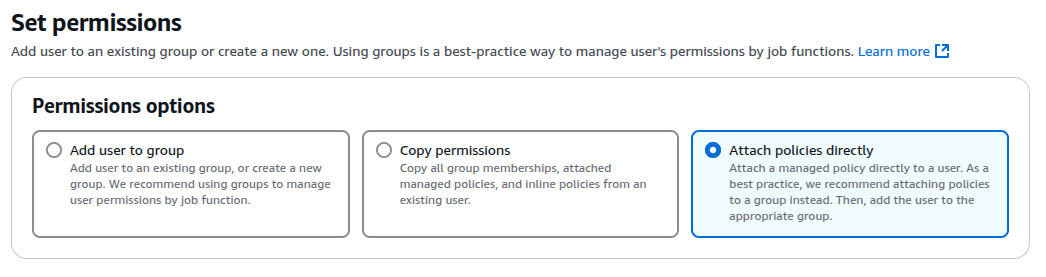 Set permissions
Add user to an existing group or create a new one. Using groups is a best-practice way to manage user's permissions by job functions. Learn more
Permissions options
Add user to group
Add user to an existing group, or create a new
group. We recommend using groups to manage
user permissions by job function.
Copy permissions
Copy all group memberships, attached
managed policies, and inline policies from an
existing user.
Attach policies directly
Attach a managed policy directly to a user. As a
best practice, we recommend attaching policies
to a group instead. Then, add the user to the
appropriate group.